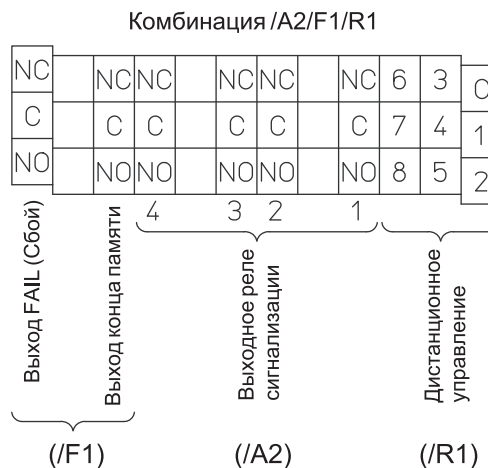 Комбинация /A2/F1/R1
NC NC NC NC NC NC 6 3 0
C C C C C C 7 4 1
NO NO NO NO NO NO 8 5 2
4 3 2 1
Выход FAIL (Сбой)
Выход конца памяти
Выходное реле
сигнализации
Дистанционное
управление
(/F1) (/A2) (/R1)